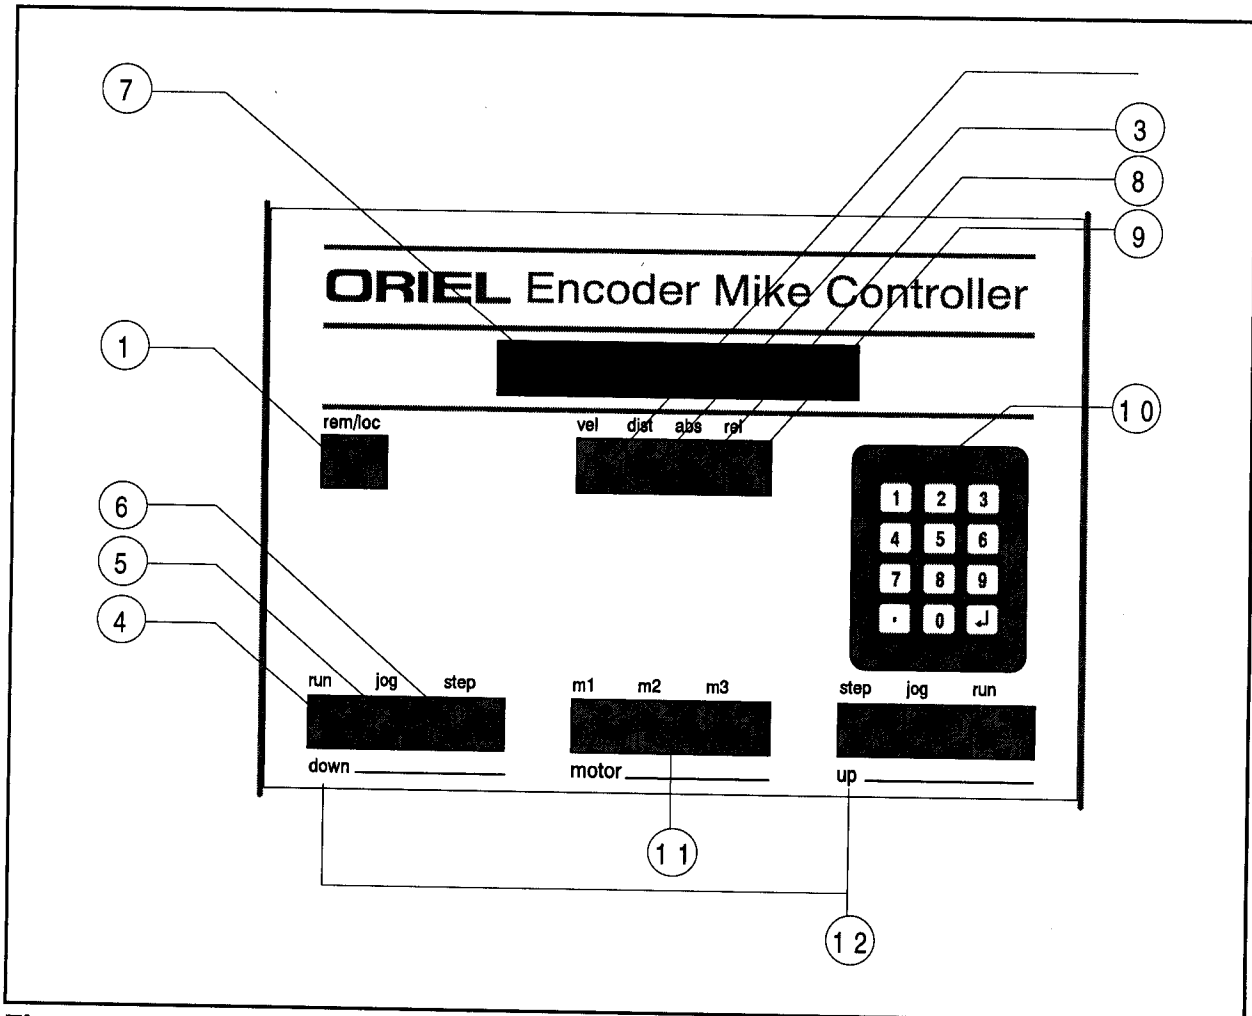 7
3
8
9
ORIEL Encoder Mike Controller
1
rem/loc
vel dist abs rel
10
1 2 3
4 5 6
7 8 9
. 0 ↵
6
5
4
run jog step
m1 m2 m3
step jog run
down
motor
up
11
12